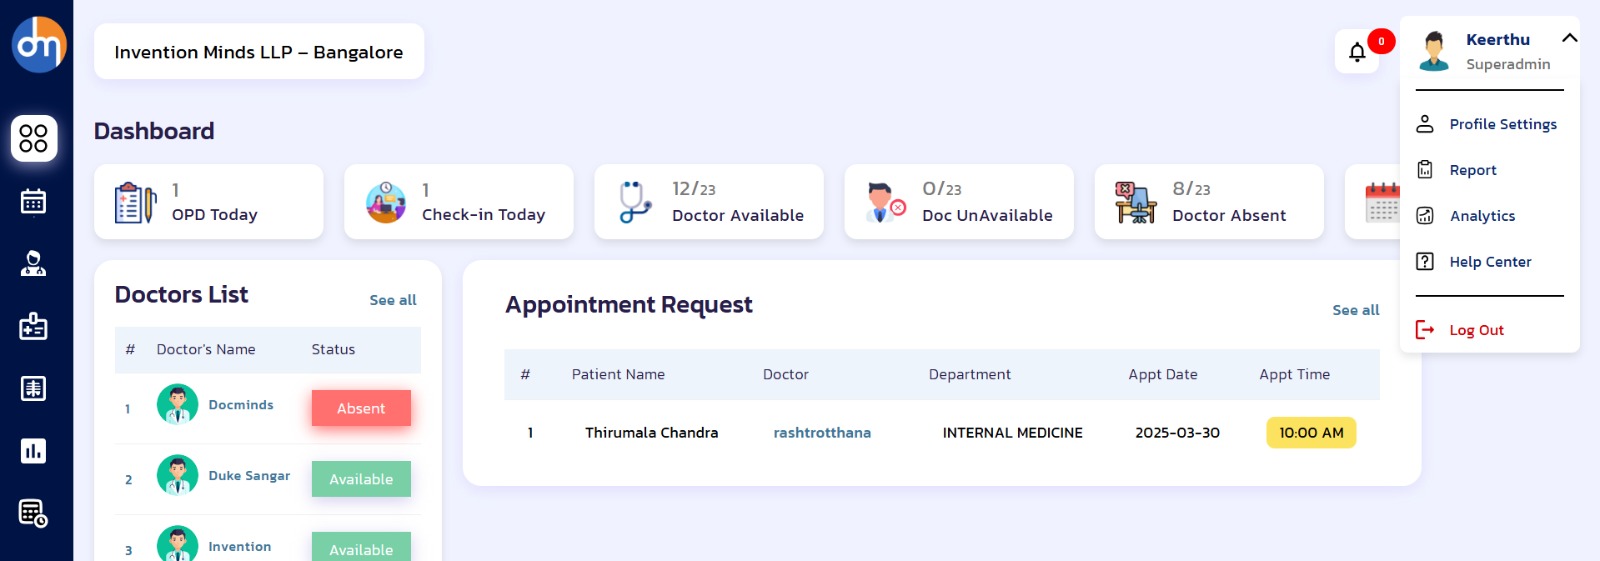 dm
Invention Minds LLP – Bangalore
0
Keerthu
Superadmin
Profile Settings
Report
Analytics
Help Center
Log Out
Dashboard
1
OPD Today
1
Check-in Today
12/23
Doctor Available
0/23
Doc UnAvailable
8/23
Doctor Absent
Doctors List
See all
# Doctor's Name Status
1 Docminds Absent
2 Duke Sangar Available
3 Invention Available
Appointment Request
See all
# Patient Name Doctor Department Appt Date Appt Time
1 Thirumala Chandra rashtrotthana INTERNAL MEDICINE 2025-03-30 10:00 AM